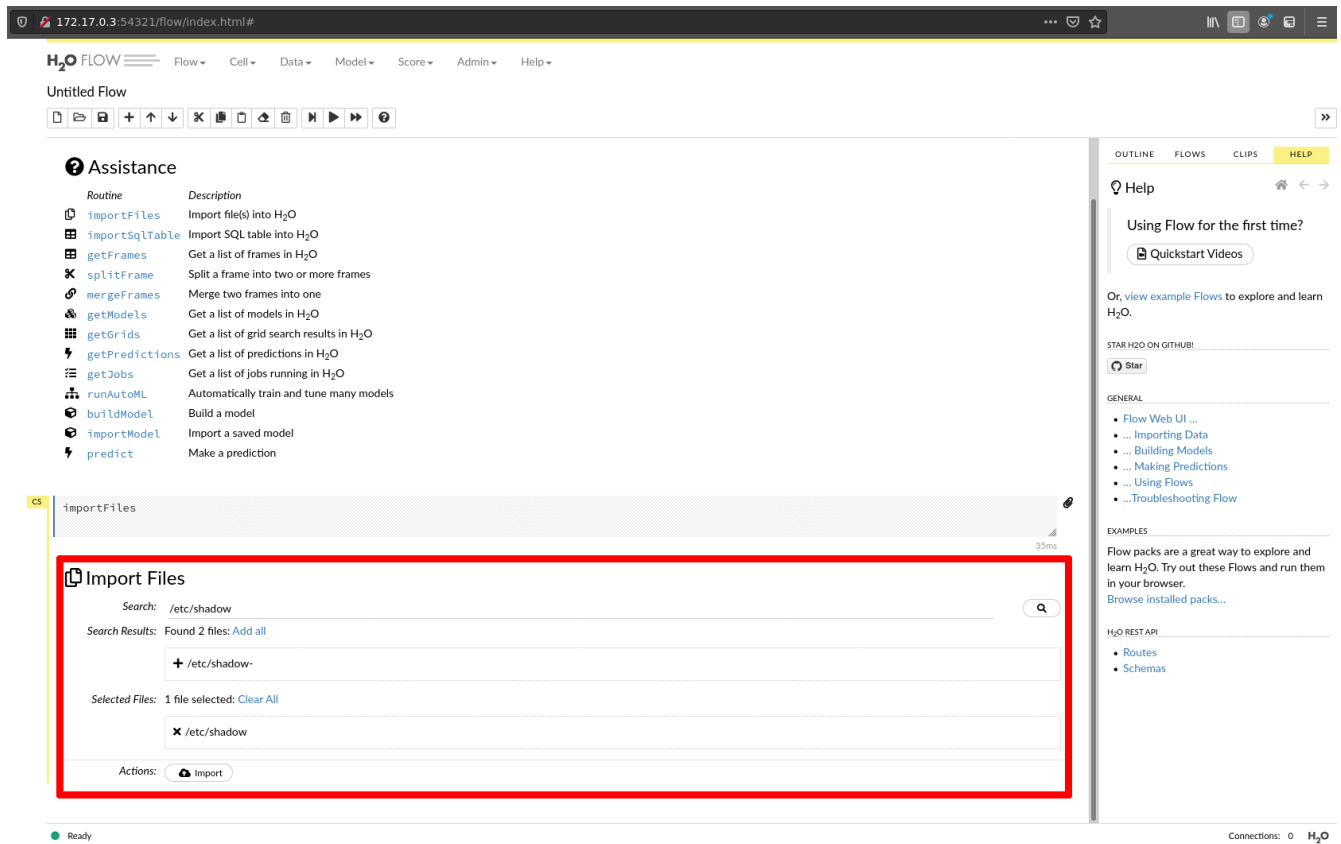 172.17.0.3:54321/flow/index.html#
H2O FLOW Flow Cell Data Model Score Admin Help
Untitled Flow
Assistance
Routine Description
importFiles Import file(s) into H2O
importSqlTable Import SQL table into H2O
getFrames Get a list of frames in H2O
splitFrame Split a frame into two or more frames
mergeFrames Merge two frames into one
getModels Get a list of models in H2O
getGrids Get a list of grid search results in H2O
getPredictions Get a list of predictions in H2O
getJobs Get a list of jobs running in H2O
runAutoML Automatically train and tune many models
buildModel Build a model
importModel Import a saved model
predict Make a prediction
CS
importFiles
35ms
Import Files
Search: /etc/shadow
Search Results: Found 2 files: Add all
/etc/shadow-
Selected Files: 1 file selected: Clear All
/etc/shadow
Actions: Import
OUTLINE FLOWS CLIPS HELP
Help
Using Flow for the first time?
Quickstart Videos
Or, view example Flows to explore and learn
H2O.
STAR H2O ON GITHUB!
Star
GENERAL
• Flow Web UI ...
• ... Importing Data
• ... Building Models
• ... Making Predictions
• ... Using Flows
• ...Troubleshooting Flow
EXAMPLES
Flow packs are a great way to explore and
learn H2O. Try out these Flows and run them
in your browser.
Browse installed packs...
H2O REST API
• Routes
• Schemas
Ready
Connections: 0 H2O